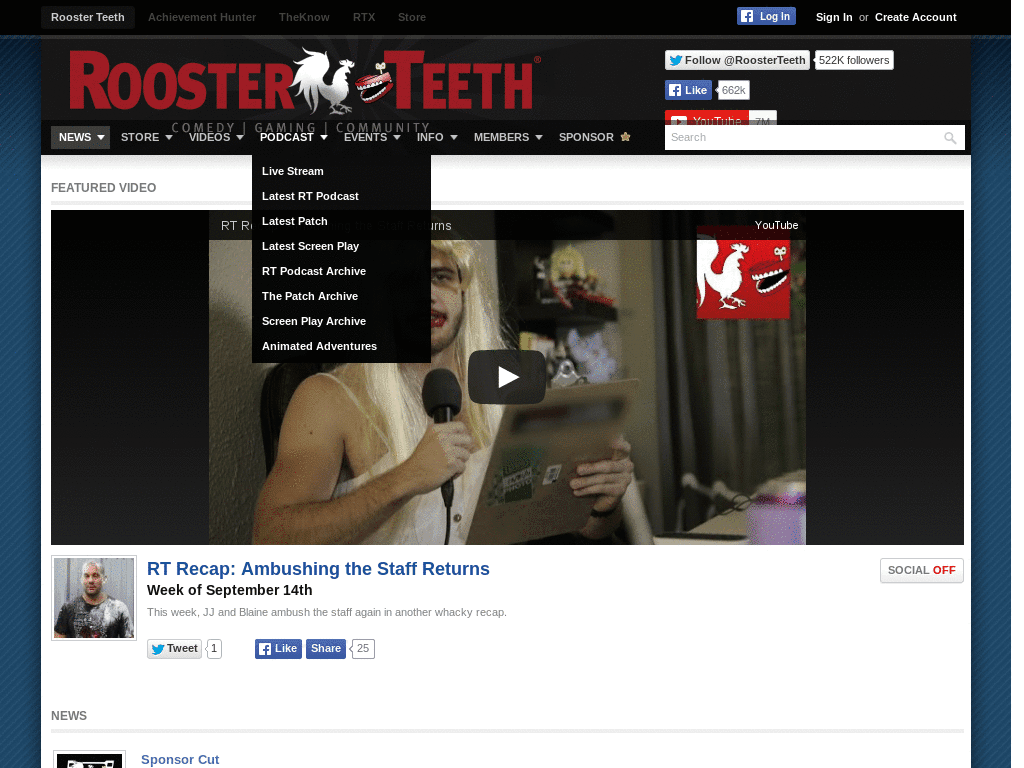 Rooster Teeth Achievement Hunter TheKnow RTX Store Log In Sign In or Create Account
ROOSTER TEETH ®
Follow @RoosterTeeth 522K followers
Like 662k
YouTube 7M
COMEDY | GAMING | COMMUNITY
NEWS STORE VIDEOS PODCAST EVENTS INFO MEMBERS SPONSOR Search
Live Stream
Latest RT Podcast
Latest Patch
Latest Screen Play
RT Podcast Archive
The Patch Archive
Screen Play Archive
Animated Adventures
FEATURED VIDEO
YouTube
RT Recap: Ambushing the Staff Returns
SOCIAL OFF
Week of September 14th
This week, JJ and Blaine ambush the staff again in another whacky recap.
Tweet 1 Like Share 25
NEWS
Sponsor Cut